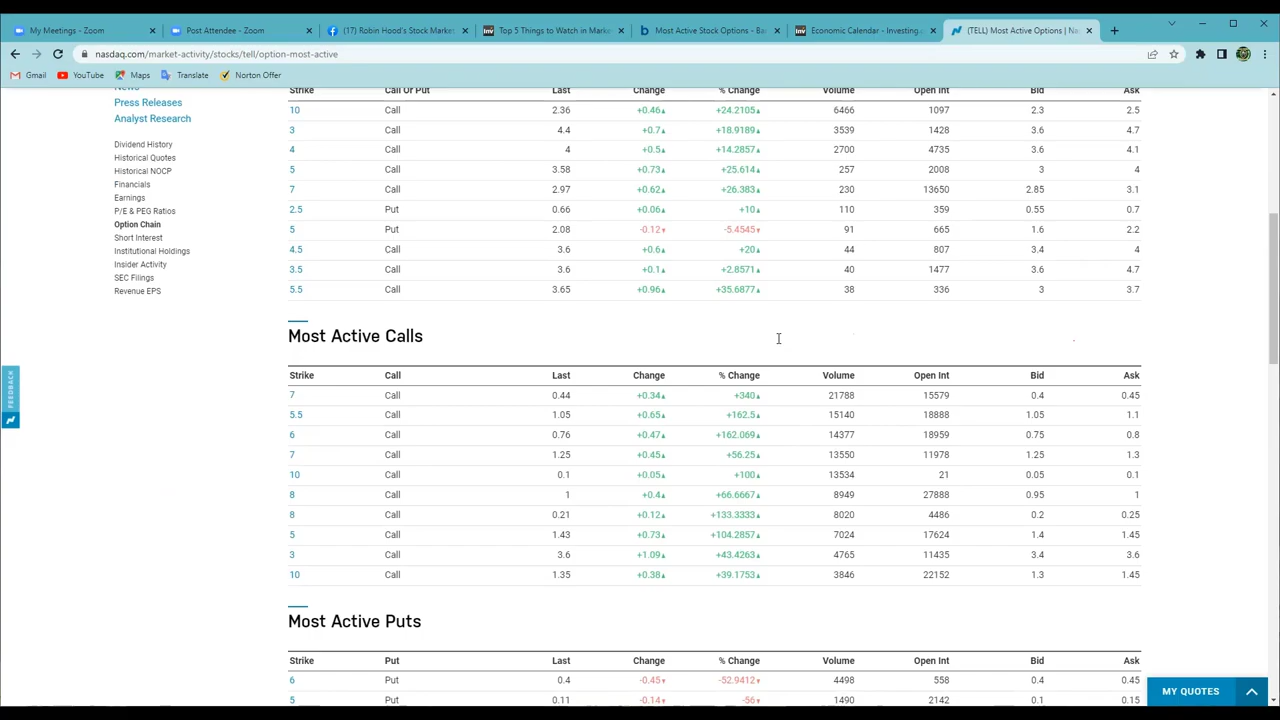 My Meetings - Zoom
Post Attendee - Zoom
(17) Robin Hood's Stock Market
Top 5 Things to Watch in Marke
Most Active Stock Options - Ba
Economic Calendar - Investing.
(TELL) Most Active Options | Na
nasdaq.com/market-activity/stocks/tell/option-most-active
Gmail YouTube Maps Translate Norton Offer
News
Press Releases
Analyst Research
Dividend History
Historical Quotes
Historical NOCP
Financials
Earnings
P/E & PEG Ratios
Option Chain
Short Interest
Institutional Holdings
Insider Activity
SEC Filings
Revenue EPS
FEEDBACK
Strike Call Or Put Last Change % Change Volume Open Int Bid Ask
10 Call 2.36 +0.46▲ +24.2105▲ 6466 1097 2.3 2.5
3 Call 4.4 +0.7▲ +18.9189▲ 3539 1428 3.6 4.7
4 Call 4 +0.5▲ +14.2857▲ 2700 4735 3.6 4.1
5 Call 3.58 +0.73▲ +25.614▲ 257 2008 3 4
7 Call 2.97 +0.62▲ +26.383▲ 230 13650 2.85 3.1
2.5 Put 0.66 +0.06▲ +10▲ 110 359 0.55 0.7
5 Put 2.08 -0.12▼ -5.4545▼ 91 665 1.6 2.2
4.5 Call 3.6 +0.6▲ +20▲ 44 807 3.4 4
3.5 Call 3.6 +0.1▲ +2.8571▲ 40 1477 3.6 4.7
5.5 Call 3.65 +0.96▲ +35.6877▲ 38 336 3 3.7
Most Active Calls
Strike Call Last Change % Change Volume Open Int Bid Ask
7 Call 0.44 +0.34▲ +340▲ 21788 15579 0.4 0.45
5.5 Call 1.05 +0.65▲ +162.5▲ 15140 18888 1.05 1.1
6 Call 0.76 +0.47▲ +162.069▲ 14377 18959 0.75 0.8
7 Call 1.25 +0.45▲ +56.25▲ 13550 11978 1.25 1.3
10 Call 0.1 +0.05▲ +100▲ 13534 21 0.05 0.1
8 Call 1 +0.4▲ +66.6667▲ 8949 27888 0.95 1
8 Call 0.21 +0.12▲ +133.3333▲ 8020 4486 0.2 0.25
5 Call 1.43 +0.73▲ +104.2857▲ 7024 17624 1.4 1.45
3 Call 3.6 +1.09▲ +43.4263▲ 4765 11435 3.4 3.6
10 Call 1.35 +0.38▲ +39.1753▲ 3846 22152 1.3 1.45
Most Active Puts
Strike Put Last Change % Change Volume Open Int Bid Ask
6 Put 0.4 -0.45▼ -52.9412▼ 4498 558 0.4 0.45
5 Put 0.11 -0.14▼ -56▼ 1490 2142 0.1 0.15
MY QUOTES